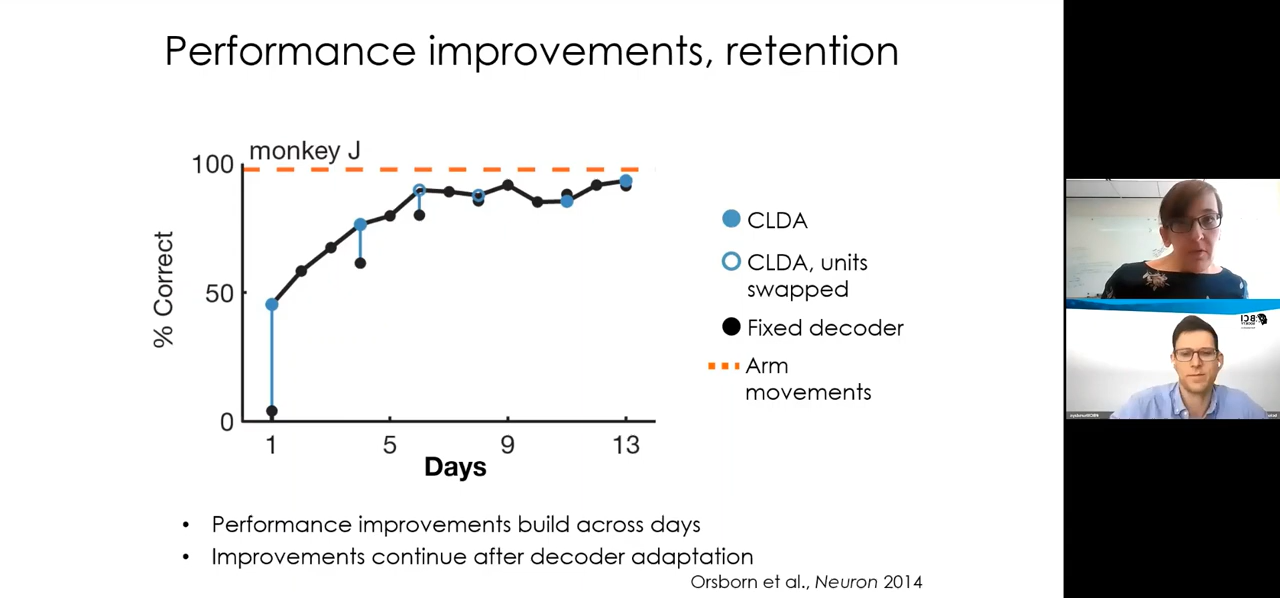 Performance improvements, retention
monkey J
100
50
0
% Correct
1
5
9
13
Days
CLDA
CLDA, units
swapped
Fixed decoder
Arm
movements
• Performance improvements build across days
• Improvements continue after decoder adaptation
Orsborn et al., Neuron 2014